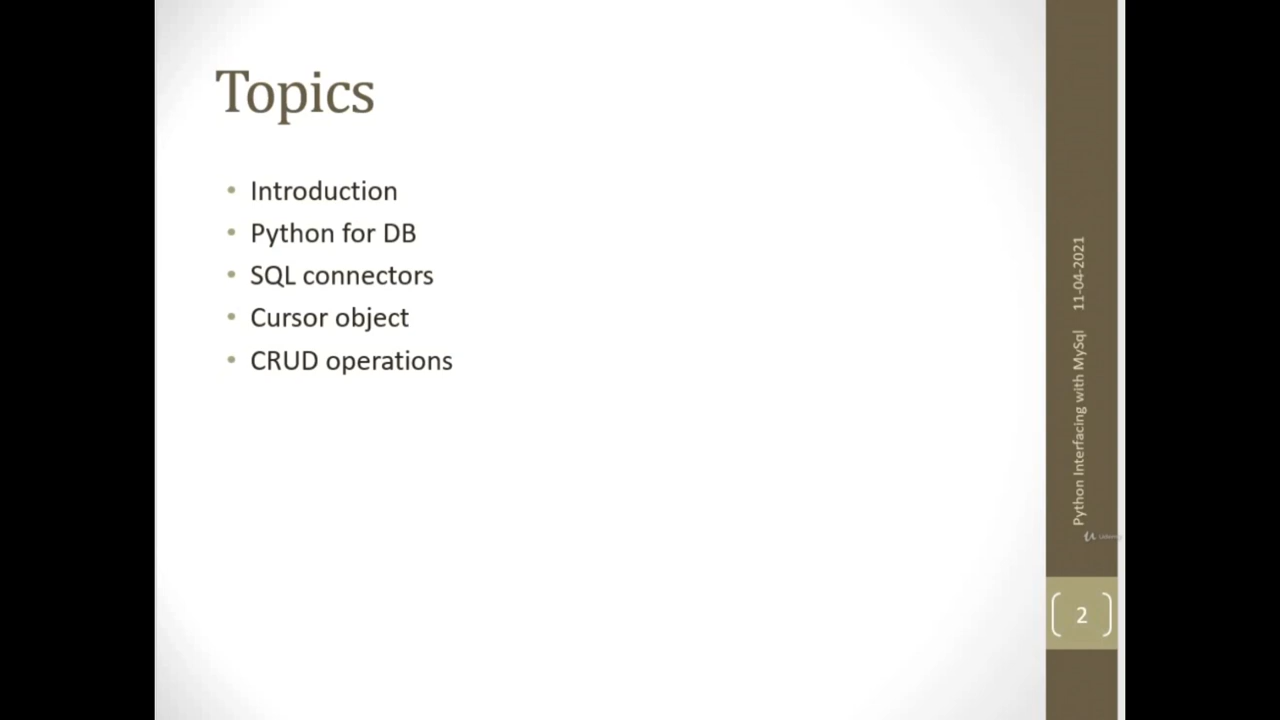 Topics
• Introduction
• Python for DB
• SQL connectors
• Cursor object
• CRUD operations
Python Interfacing with MySql 11-04-2021
Udemy
2